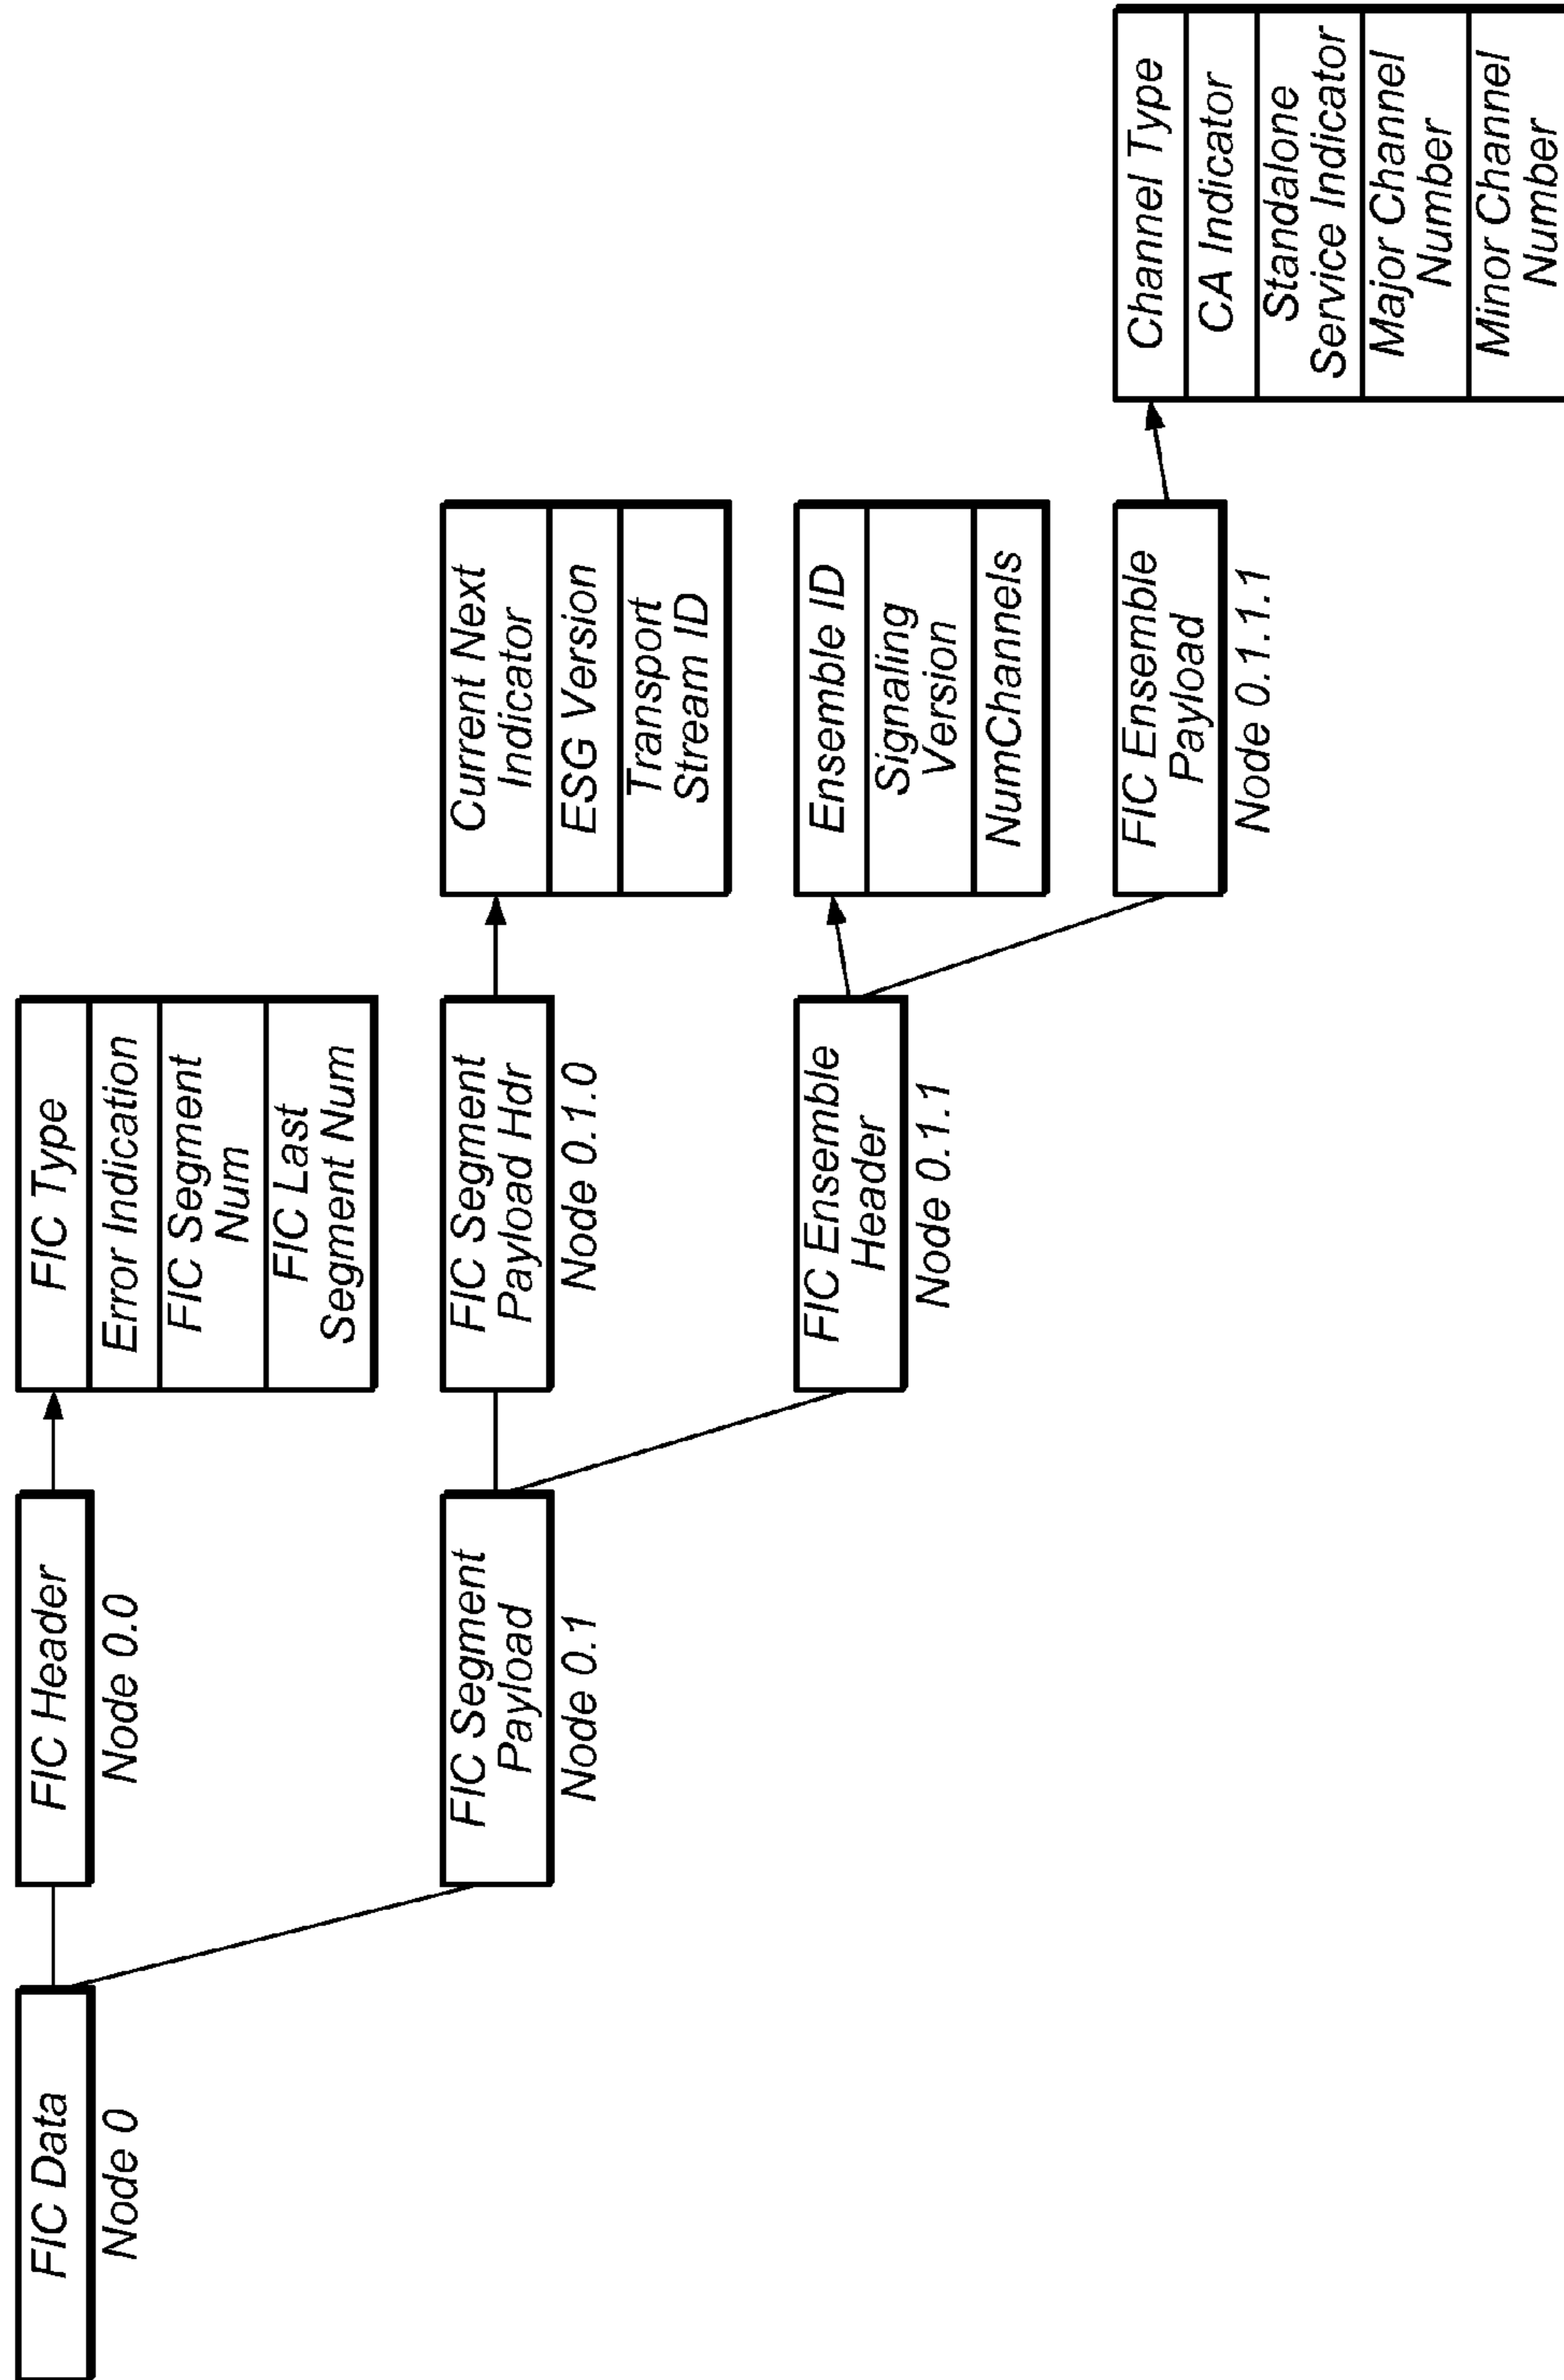 FIC Data
Node 0
FIC Header
Node 0.0
FIC Type
Error Indication
FIC Segment
Num
FIC Last
Segment Num
FIC Segment
Payload
Node 0.1
FIC Segment
Payload Hdr
Node 0.1.0
Current Next
Indicator
ESG Version
Transport
Stream ID
FIC Ensemble
Header
Node 0.1.1
Ensemble ID
Signaling
Version
NumChannels
FIC Ensemble
Payload
Node 0.1.1.1
Channel Type
CA Indicator
Standalone
Service Indicator
Major Channel
Number
Minor Channel
Number